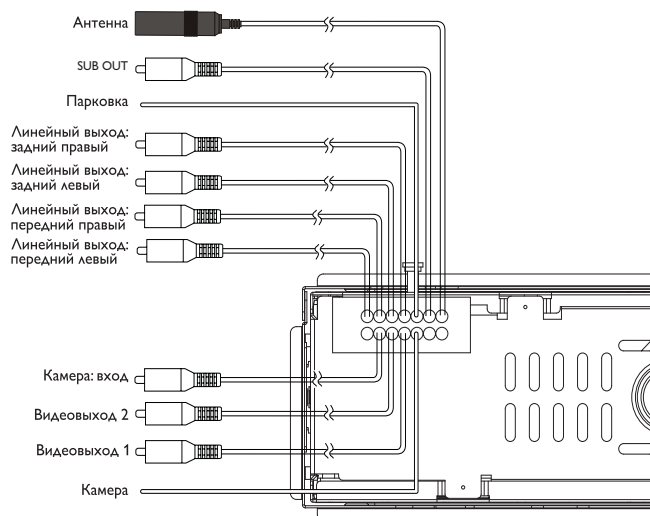 Антенна
SUB OUT
Парковка
Линейный выход:
задний правый
Линейный выход:
задний левый
Линейный выход:
передний правый
Линейный выход:
передний левый
Камера: вход
Видеовыход 2
Видеовыход 1
Камера